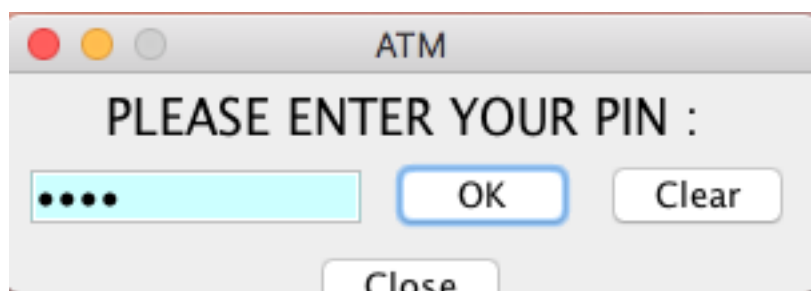 ATM
PLEASE ENTER YOUR PIN :
•••• OK Clear
Close